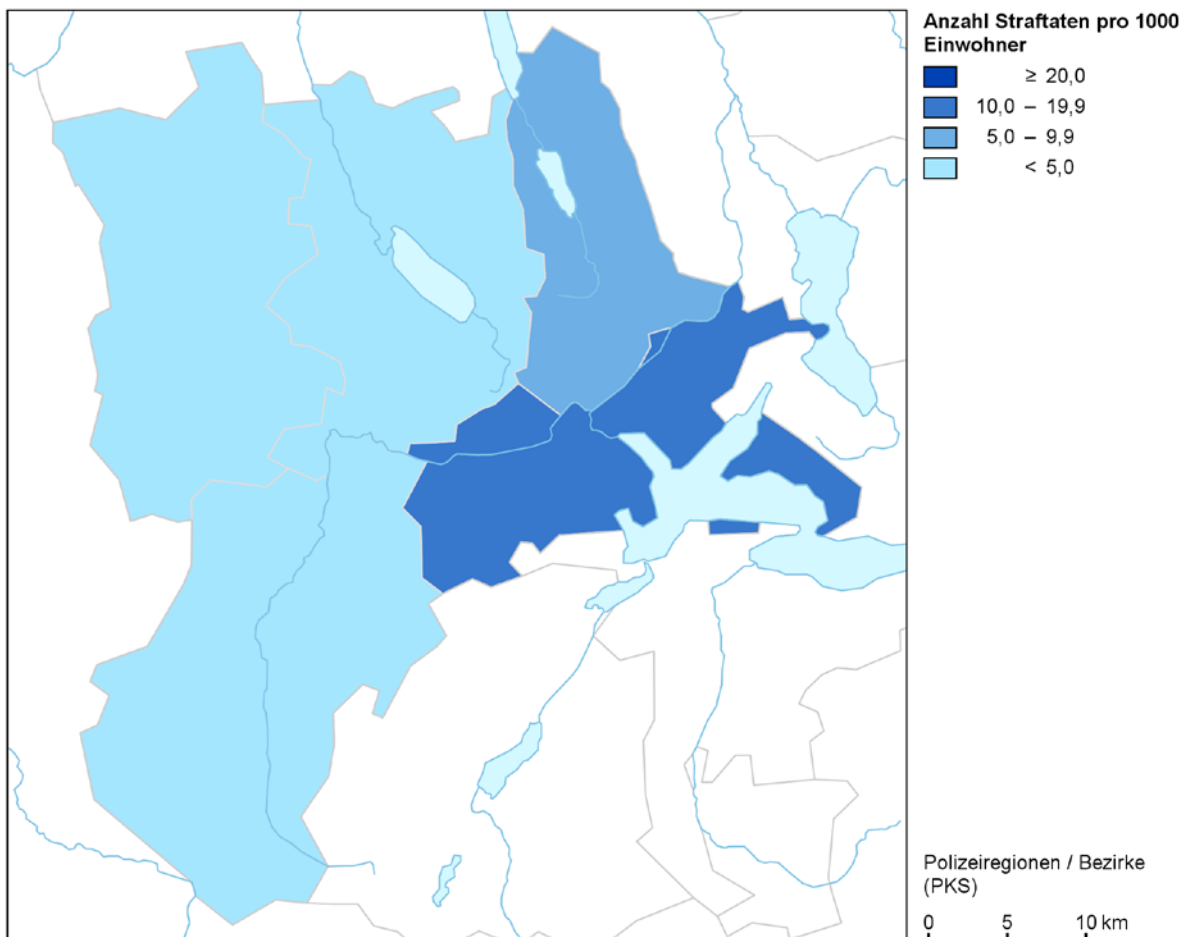 Anzahl Straftaten pro 1000
Einwohner
≥ 20,0
10,0 – 19,9
5,0 – 9,9
< 5,0
Polizeiregionen / Bezirke
(PKS)
0 5 10 km